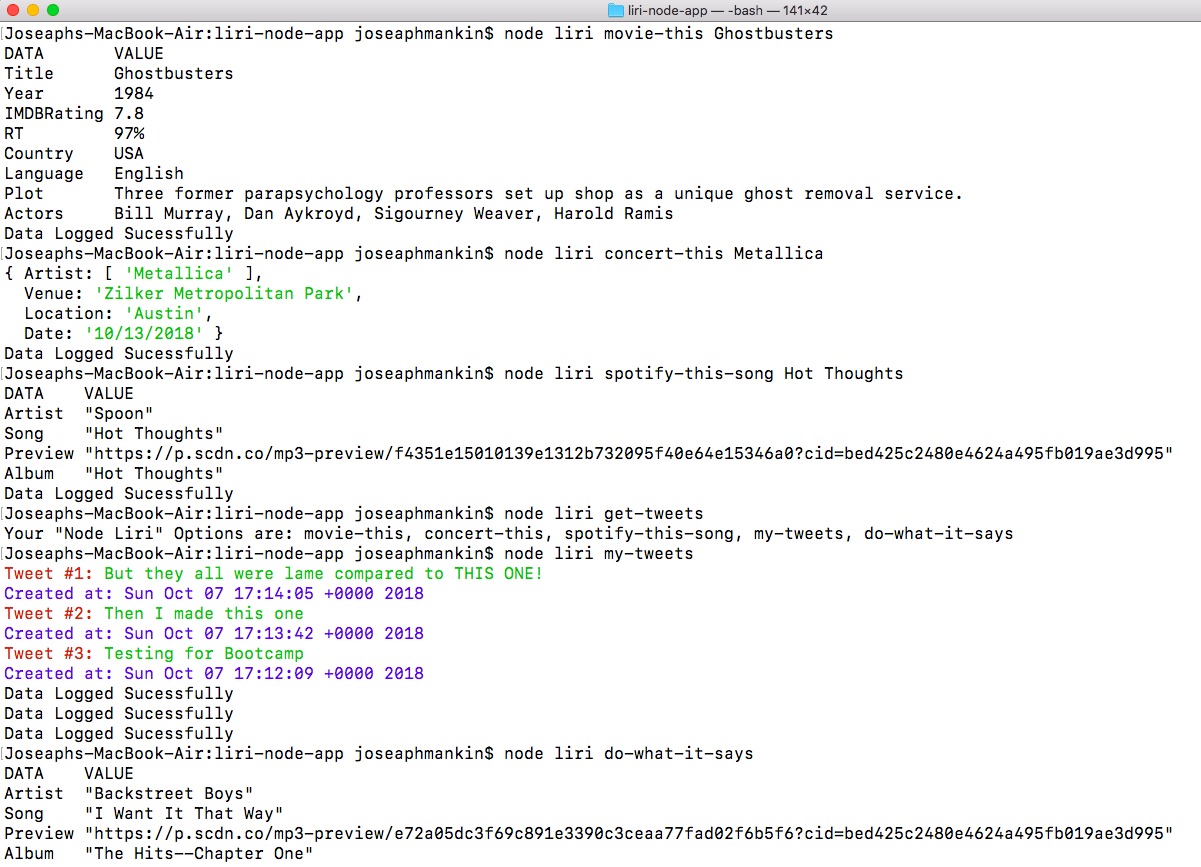 liri-node-app — -bash — 141×42
[Joseaphs-MacBook-Air:liri-node-app joseaphmankin$ node liri movie-this Ghostbusters
DATA       VALUE
Title      Ghostbusters
Year       1984
IMDBRating 7.8
RT         97%
Country    USA
Language   English
Plot       Three former parapsychology professors set up shop as a unique ghost removal service.
Actors     Bill Murray, Dan Aykroyd, Sigourney Weaver, Harold Ramis
Data Logged Sucessfully
[Joseaphs-MacBook-Air:liri-node-app joseaphmankin$ node liri concert-this Metallica
{ Artist: [ 'Metallica' ],
  Venue: 'Zilker Metropolitan Park',
  Location: 'Austin',
  Date: '10/13/2018' }
Data Logged Sucessfully
[Joseaphs-MacBook-Air:liri-node-app joseaphmankin$ node liri spotify-this-song Hot Thoughts
DATA    VALUE
Artist  "Spoon"
Song    "Hot Thoughts"
Preview "https://p.scdn.co/mp3-preview/f4351e15010139e1312b732095f40e64e15346a0?cid=bed425c2480e4624a495fb019ae3d995"
Album   "Hot Thoughts"
Data Logged Sucessfully
[Joseaphs-MacBook-Air:liri-node-app joseaphmankin$ node liri get-tweets
Your "Node Liri" Options are: movie-this, concert-this, spotify-this-song, my-tweets, do-what-it-says
[Joseaphs-MacBook-Air:liri-node-app joseaphmankin$ node liri my-tweets
Tweet #1: But they all were lame compared to THIS ONE!
Created at: Sun Oct 07 17:14:05 +0000 2018
Tweet #2: Then I made this one
Created at: Sun Oct 07 17:13:42 +0000 2018
Tweet #3: Testing for Bootcamp
Created at: Sun Oct 07 17:12:09 +0000 2018
Data Logged Sucessfully
Data Logged Sucessfully
Data Logged Sucessfully
[Joseaphs-MacBook-Air:liri-node-app joseaphmankin$ node liri do-what-it-says
DATA    VALUE
Artist  "Backstreet Boys"
Song    "I Want It That Way"
Preview "https://p.scdn.co/mp3-preview/e72a05dc3f69c891e3390c3ceaa77fad02f6b5f6?cid=bed425c2480e4624a495fb019ae3d995"
Album   "The Hits--Chapter One"